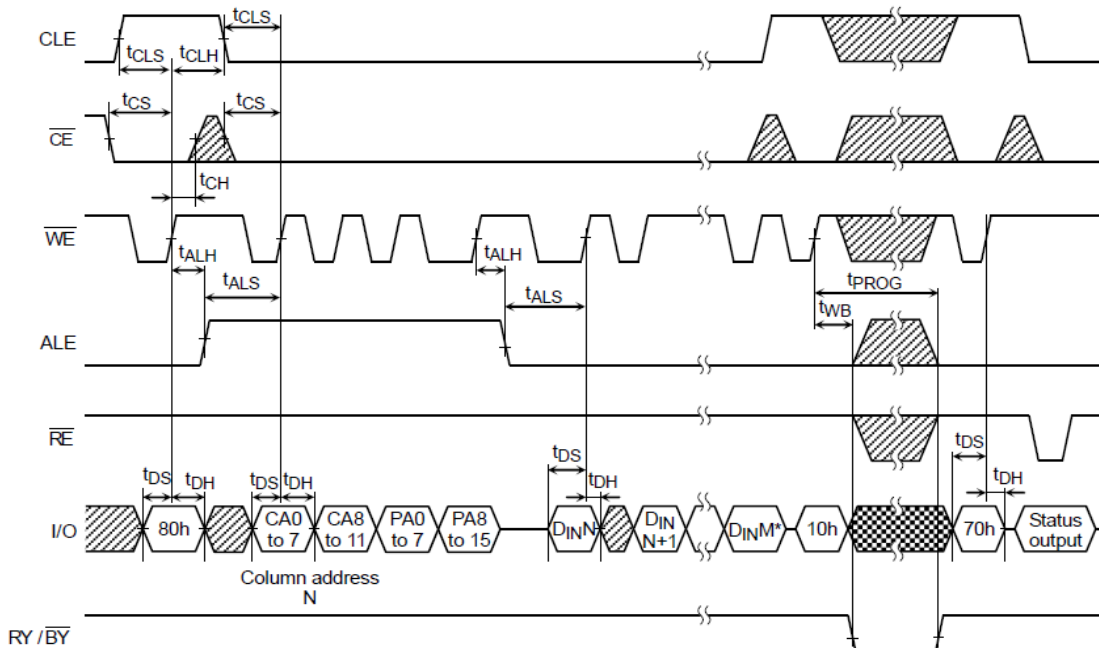 CLE
tCLS
tCLS
tCLH
CE
tCS
tCS
tCH
WE
tALH
tALS
tALH
tALS
tPROG
tWB
ALE
RE
tDS
tDH
tDS
tDH
tDS
tDH
tDS
tDH
I/O
80h
CA0
to 7
CA8
to 11
PA0
to 7
PA8
to 15
DINN
DIN
N+1
DINM*
10h
70h
Status
output
Column address
N
RY / BY